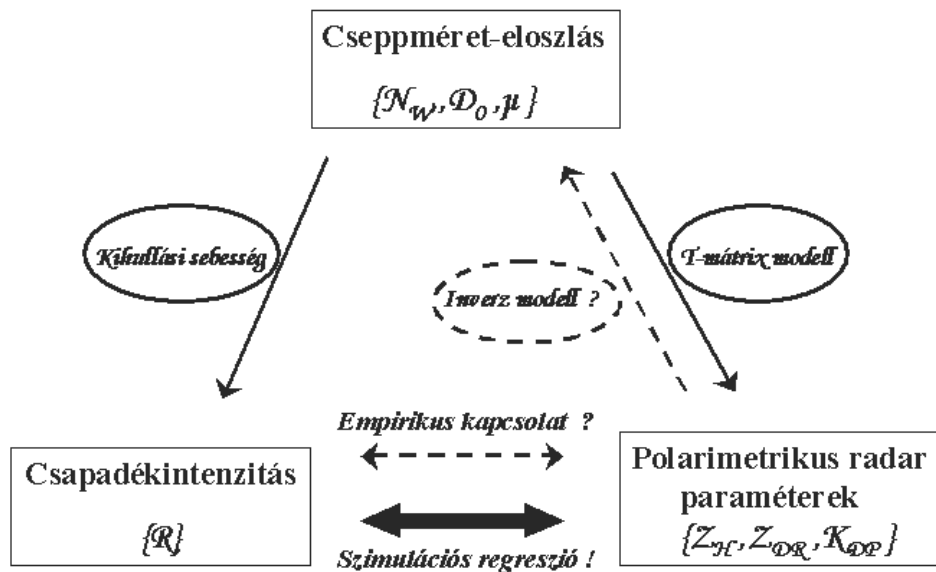 Cseppméret-eloszlás
{N_W, D_0, μ}
Kihullási sebesség
T-mátrix modell
Inverz modell ?
Empirikus kapcsolat ?
Csapadékintenzitás
{R}
Polarimetrikus radar
paraméterek
{Z_H, Z_DR, K_DP}
Szimulációs regreszió !